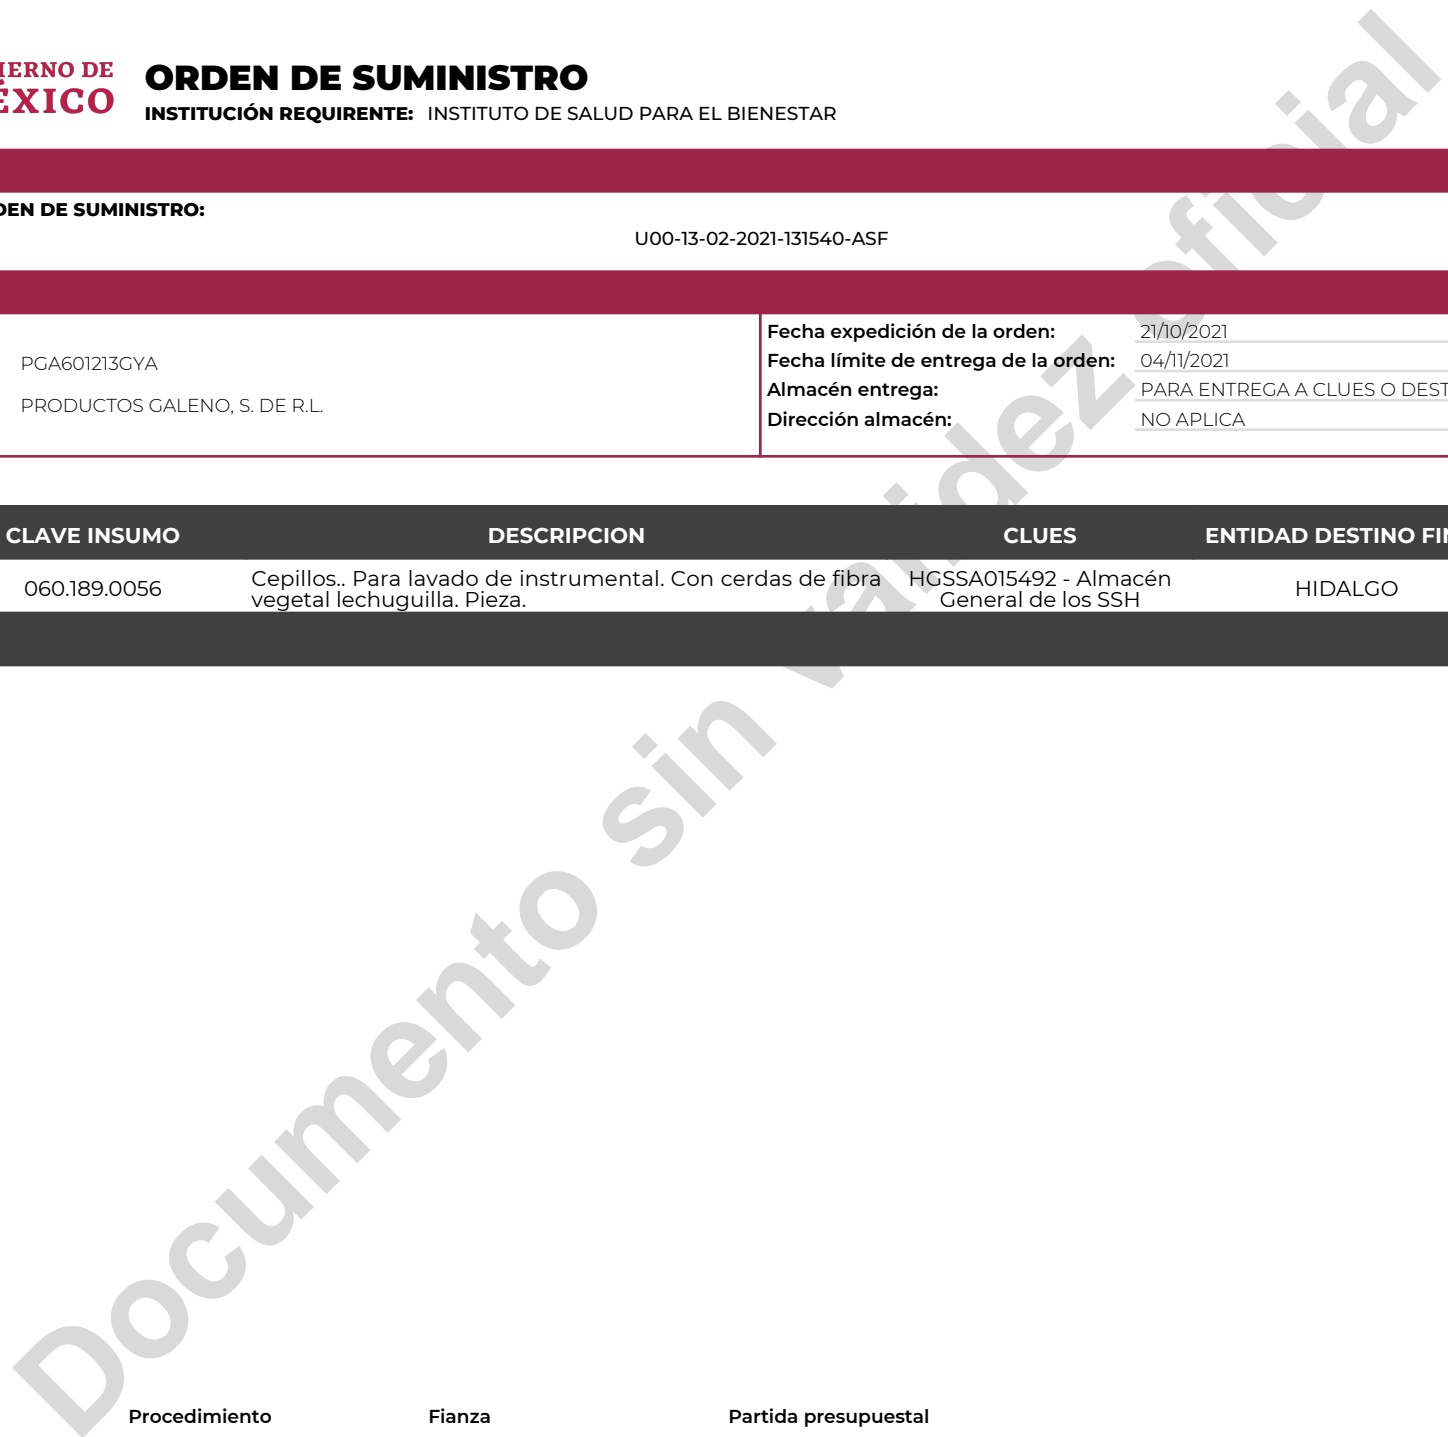 IERNO DE
ÉXICO
ORDEN DE SUMINISTRO
INSTITUCIÓN REQUIRENTE: INSTITUTO DE SALUD PARA EL BIENESTAR
DEN DE SUMINISTRO:
U00-13-02-2021-131540-ASF
PGA601213GYA
PRODUCTOS GALENO, S. DE R.L.
Fecha expedición de la orden: 21/10/2021
Fecha límite de entrega de la orden: 04/11/2021
Almacén entrega: PARA ENTREGA A CLUES O DEST
Dirección almacén: NO APLICA
CLAVE INSUMO DESCRIPCION CLUES ENTIDAD DESTINO FIN
060.189.0056
Cepillos.. Para lavado de instrumental. Con cerdas de fibra
vegetal lechuguilla. Pieza.
HGSSA015492 - Almacén
General de los SSH
HIDALGO
Documento sin validez oficial
Procedimiento Fianza Partida presupuestal